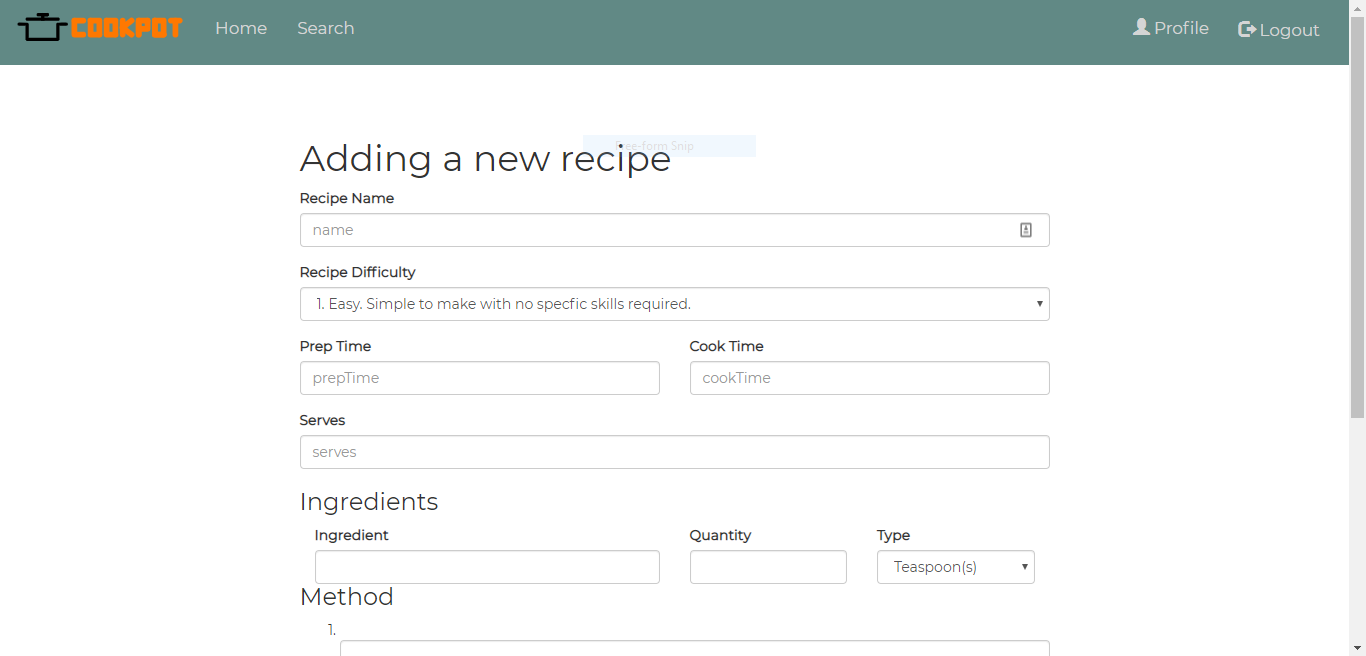 COOKPOT Home Search Profile Logout
Free-form Snip
Adding a new recipe
Recipe Name
name
Recipe Difficulty
1. Easy. Simple to make with no specfic skills required.
Prep Time Cook Time
prepTime cookTime
Serves
serves
Ingredients
Ingredient Quantity Type
Teaspoon(s)
Method
1.